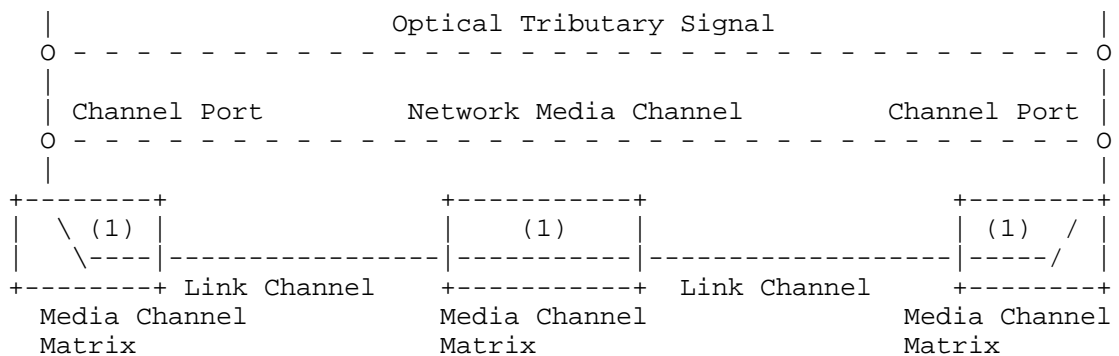 Optical Tributary Signal
Channel Port Network Media Channel Channel Port
(1) (1) (1)
Link Channel Link Channel
Media Channel Media Channel Media Channel
Matrix Matrix Matrix